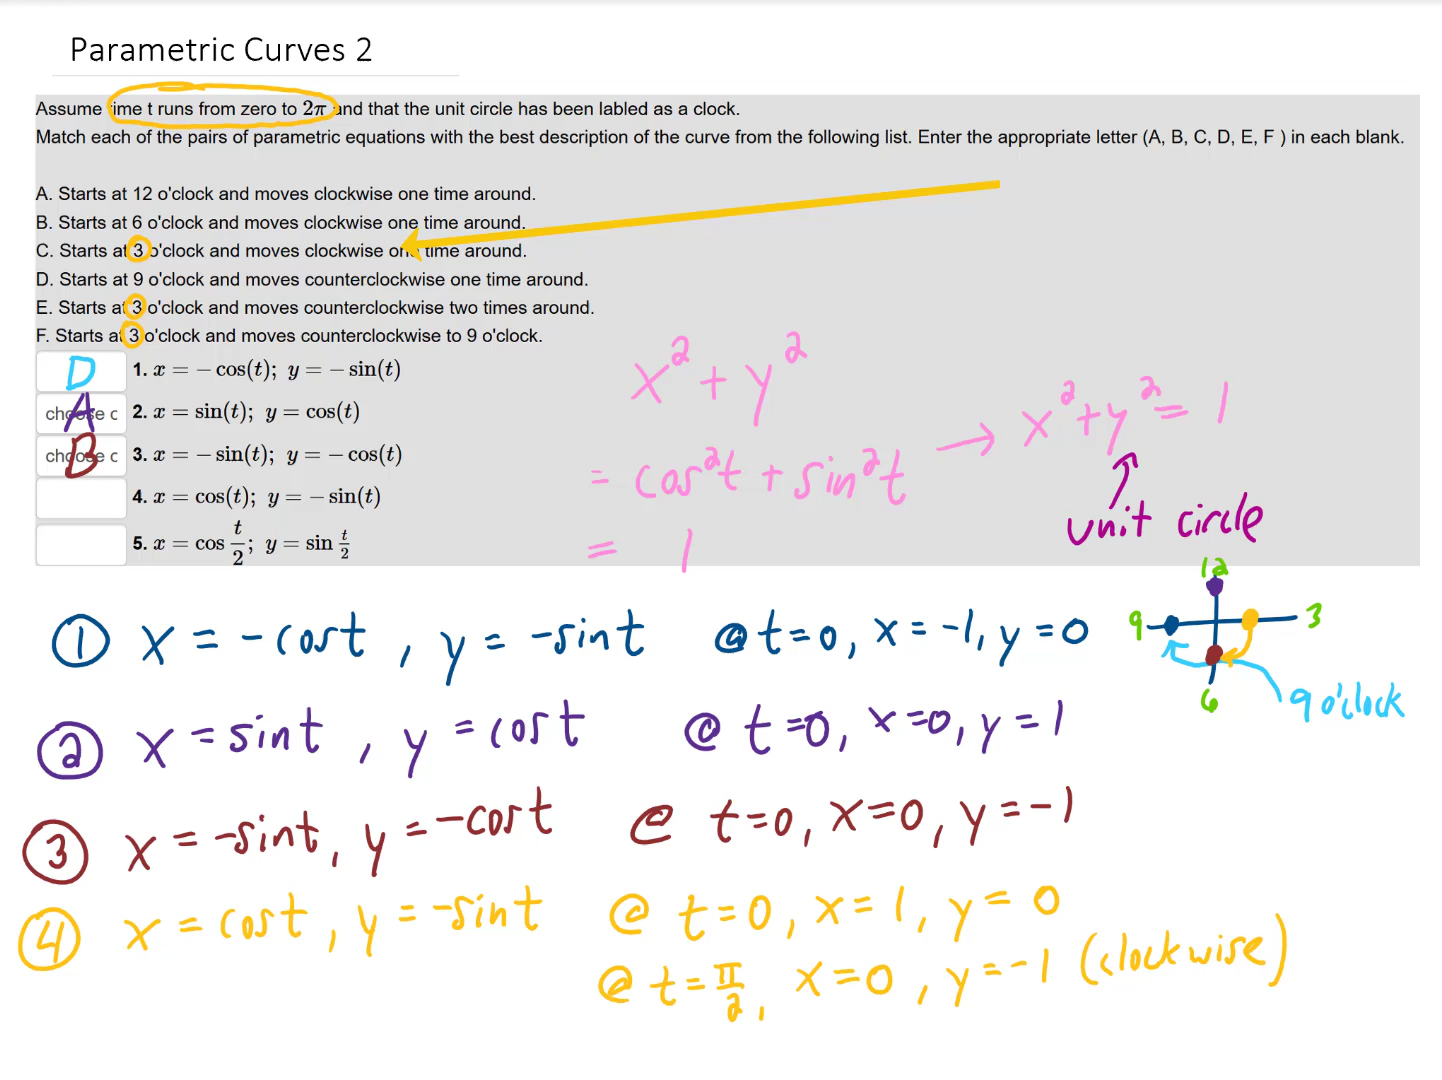 Parametric Curves 2
Assume time t runs from zero to 2π and that the unit circle has been labled as a clock.
Match each of the pairs of parametric equations with the best description of the curve from the following list. Enter the appropriate letter (A, B, C, D, E, F ) in each blank.
A. Starts at 12 o'clock and moves clockwise one time around.
B. Starts at 6 o'clock and moves clockwise one time around.
C. Starts at 3 o'clock and moves clockwise one time around.
D. Starts at 9 o'clock and moves counterclockwise one time around.
E. Starts at 3 o'clock and moves counterclockwise two times around.
F. Starts at 3 o'clock and moves counterclockwise to 9 o'clock.
D 1. x = − cos(t); y = − sin(t)
A 2. x = sin(t); y = cos(t)
B 3. x = − sin(t); y = − cos(t)
4. x = cos(t); y = − sin(t)
5. x = cos t/2; y = sin t/2
x² + y²
= cos²t + sin²t → x² + y² = 1
= 1
unit circle
12
9 3
6
9 o'clock
① x = -cost, y = -sint @ t=0, x = -1, y = 0
② x = sint, y = cost @ t=0, x=0, y=1
③ x = -sint, y = -cost @ t=0, x=0, y=-1
④ x = cost, y = -sint @ t=0, x=1, y=0
@ t=π/2, x=0, y=-1 (clockwise)